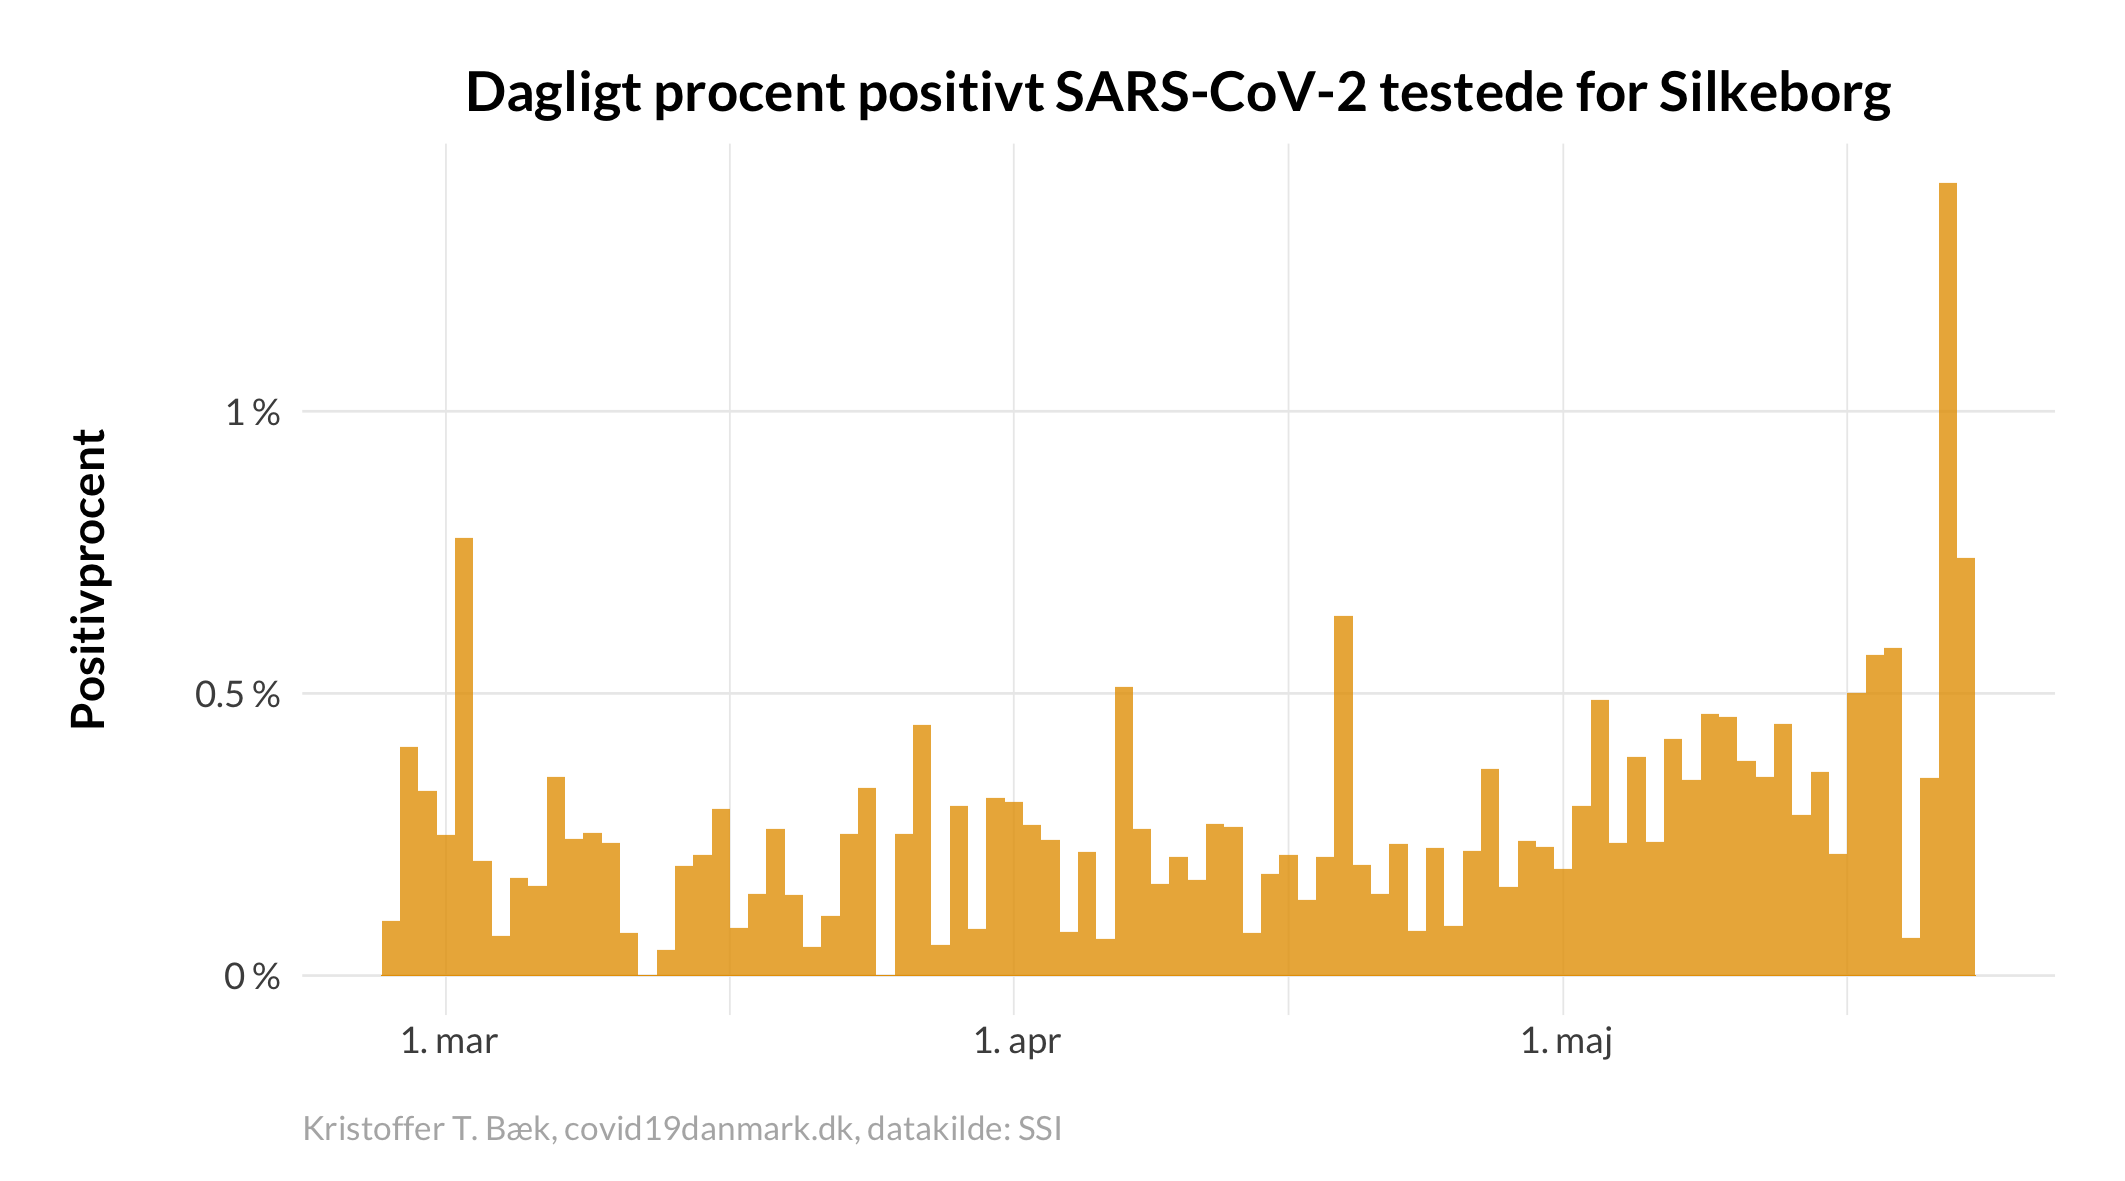 Dagligt procent positivt SARS-CoV-2 testede for Silkeborg
Positivprocent
1 %
0.5 %
0 %
1. mar
1. apr
1. maj
Kristoffer T. Bæk, covid19danmark.dk, datakilde: SSI